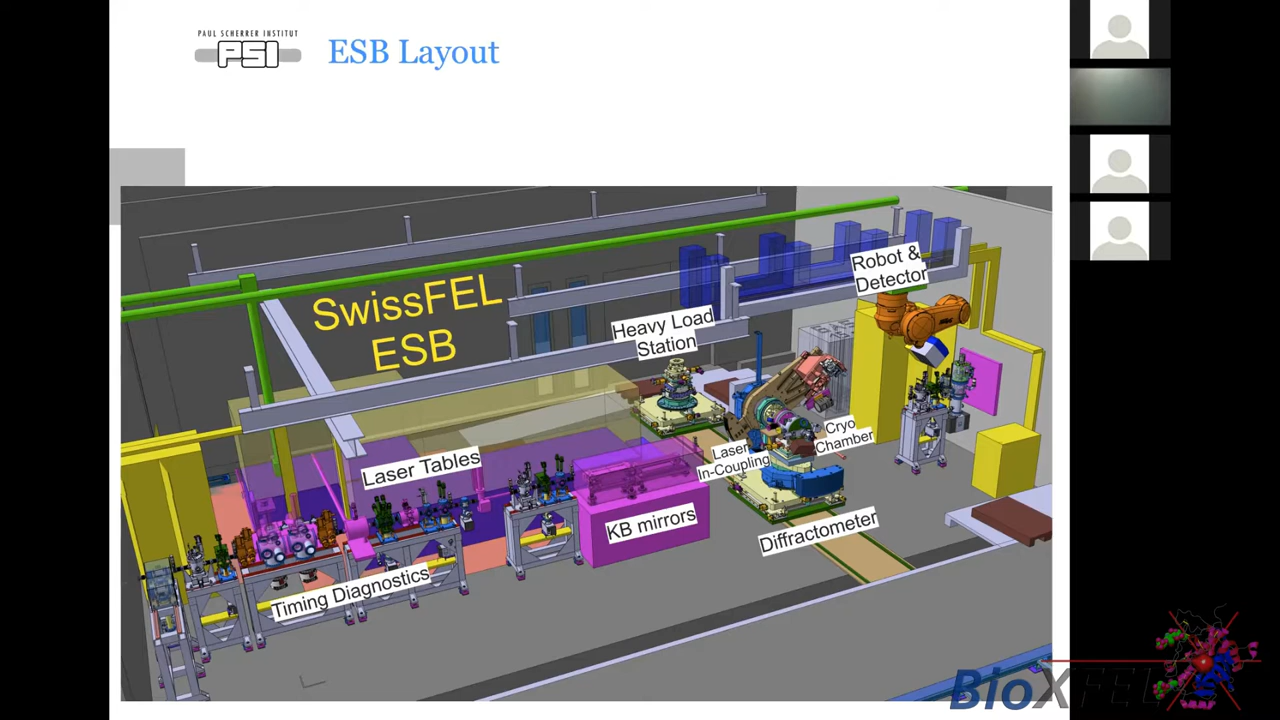 PAUL SCHERRER INSTITUT
PSI
ESB Layout
SwissFEL
ESB
Robot &
Detector
Heavy Load
Station
Laser Tables
Laser
In-Coupling
Cryo
Chamber
KB mirrors
Diffractometer
Timing Diagnostics
BioXFEL